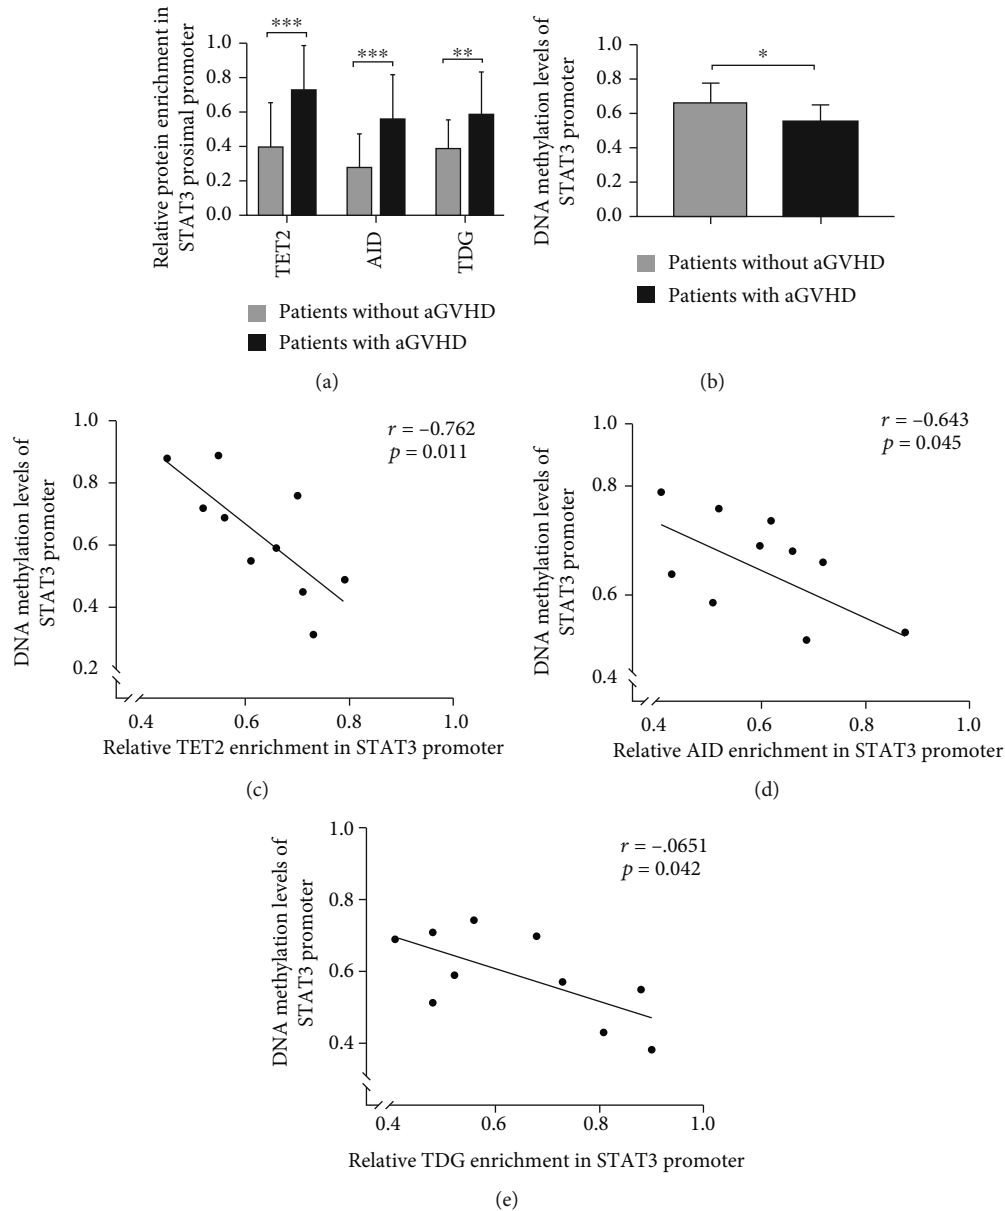 Relative protein enrichment in
STAT3 prosimal promoter
1.0
0.8
0.6
0.4
0.2
0.0
***
***
**
TET2
AID
TDG
Patients without aGVHD
Patients with aGVHD
(a)
DNA methylation levels of
STAT3 promoter
1.0
0.8
0.6
0.4
0.2
0.0
*
Patients without aGVHD
Patients with aGVHD
(b)
DNA methylation levels of
STAT3 promoter
1.0
0.8
0.6
0.4
0.2
r = –0.762
p = 0.011
0.4 0.6 0.8 1.0
Relative TET2 enrichment in STAT3 promoter
(c)
DNA methylation levels of
STAT3 promoter
1.0
0.8
0.6
0.4
r = –0.643
p = 0.045
0.4 0.6 0.8 1.0
Relative AID enrichment in STAT3 promoter
(d)
DNA methylation levels of
STAT3 promoter
1.0
0.8
0.6
0.4
r = –.0651
p = 0.042
0.4 0.6 0.8 1.0
Relative TDG enrichment in STAT3 promoter
(e)